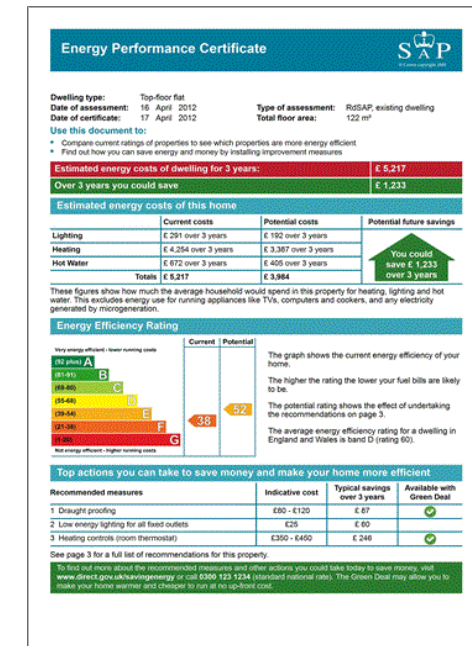 Energy Performance Certificate
SAP
Dwelling type: Top-floor flat
Date of assessment: 16 April 2012 Type of assessment: RdSAP, existing dwelling
Date of certificate: 17 April 2012 Total floor area: 122 m²
Use this document to:
• Compare current ratings of properties to see which properties are more energy efficient
• Find out how you can save energy and money by installing improvement measures
Estimated energy costs of dwelling for 3 years: £ 5,217
Over 3 years you could save £ 1,233
Estimated energy costs of this home
Current costs Potential costs Potential future savings
Lighting £ 291 over 3 years £ 192 over 3 years
Heating £ 4,254 over 3 years £ 3,387 over 3 years
Hot Water £ 672 over 3 years £ 405 over 3 years
Totals £ 5,217 £ 3,984
You could
save £ 1,233
over 3 years
These figures show how much the average household would spend in this property for heating, lighting and hot
water. This excludes energy use for running appliances like TVs, computers and cookers, and any electricity
generated by microgeneration.
Energy Efficiency Rating
Current Potential
Very energy efficient - lower running costs
(92 plus) A
(81-91) B
(69-80) C
(55-68) D
(39-54) E
(21-38) F
(1-20) G
Not energy efficient - higher running costs
38
52
The graph shows the current energy efficiency of your
home.
The higher the rating the lower your fuel bills are likely
to be.
The potential rating shows the effect of undertaking
the recommendations on page 3.
The average energy efficiency rating for a dwelling in
England and Wales is band D (rating 60).
Top actions you can take to save money and make your home more efficient
Recommended measures Indicative cost Typical savings over 3 years Available with Green Deal
1 Draught proofing £80 - £120 £ 87
2 Low energy lighting for all fixed outlets £25 £ 60
3 Heating controls (room thermostat) £350 - £450 £ 246
See page 3 for a full list of recommendations for this property.
To find out more about the recommended measures and other actions you could take today to save money, visit
www.direct.gov.uk/savingenergy or call 0300 123 1234 (standard national rate). The Green Deal may allow you to
make your home warmer and cheaper to run at no up-front cost.